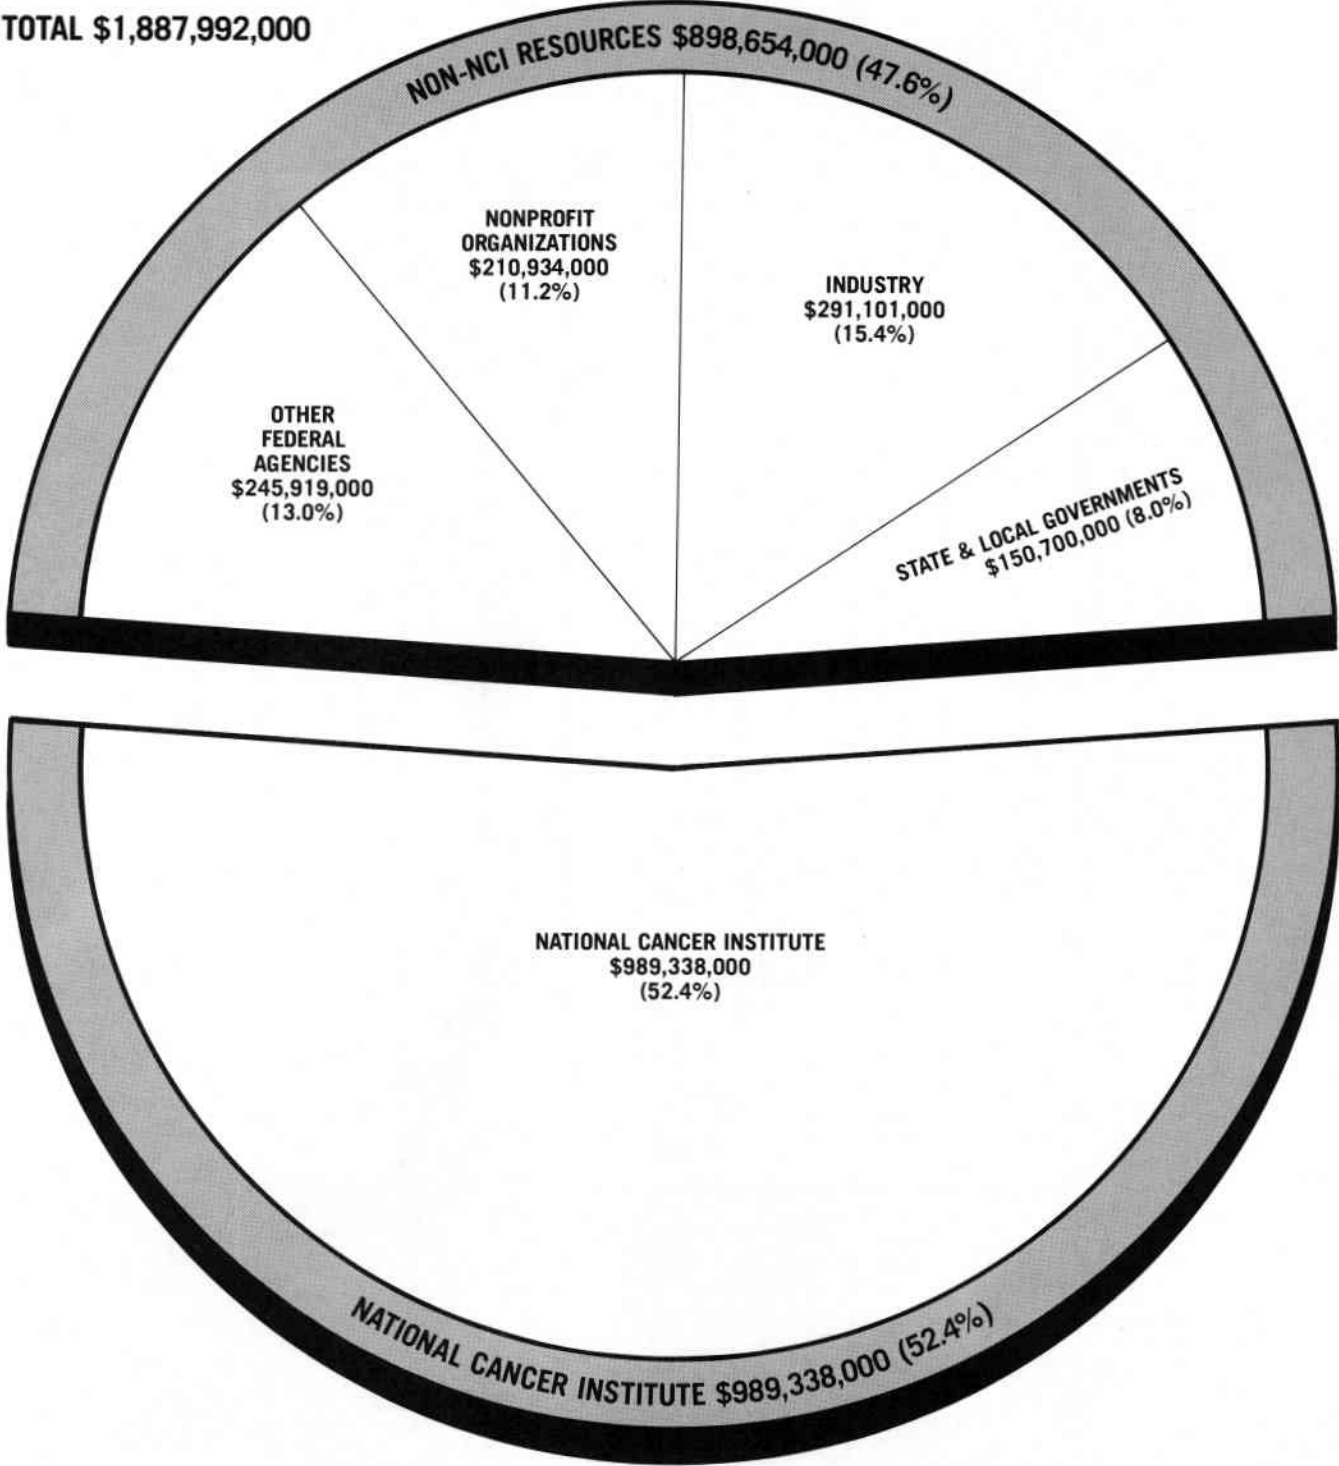 TOTAL $1,887,992,000
NON-NCI RESOURCES $898,654,000 (47.6%)
NONPROFIT
ORGANIZATIONS
$210,934,000
(11.2%)
INDUSTRY
$291,101,000
(15.4%)
OTHER
FEDERAL
AGENCIES
$245,919,000
(13.0%)
STATE & LOCAL GOVERNMENTS
$150,700,000 (8.0%)
NATIONAL CANCER INSTITUTE
$989,338,000
(52.4%)
NATIONAL CANCER INSTITUTE $989,338,000 (52.4%)